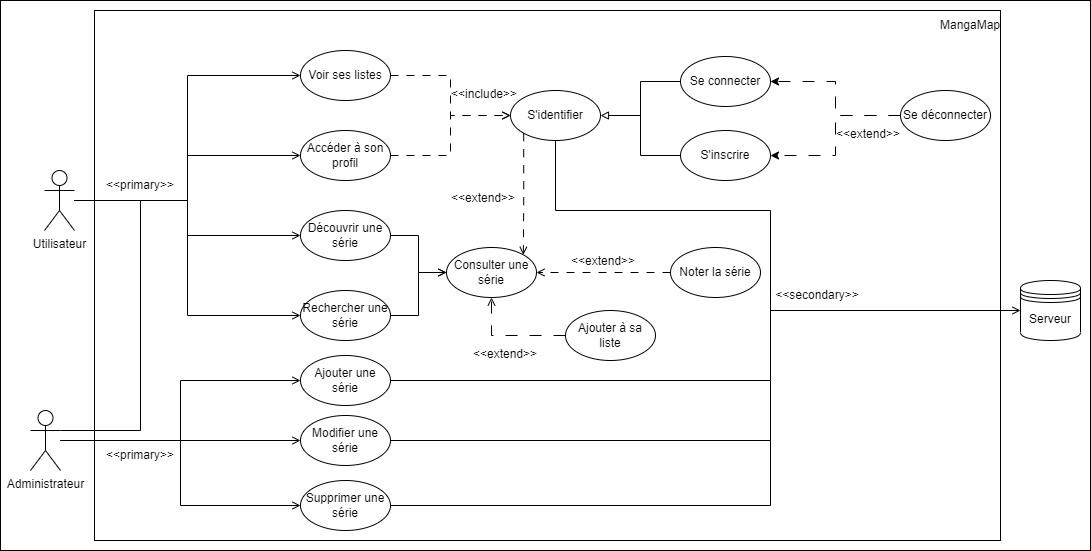 MangaMap
Voir ses listes
<<include>>
S'identifier
Se connecter
Se déconnecter
<<extend>>
Accéder à son
profil
S'inscrire
<<primary>>
<<extend>>
Utilisateur
Découvrir une
série
Consulter une
série
<<extend>>
Noter la série
<<secondary>>
Rechercher une
série
Serveur
Ajouter à sa
liste
<<extend>>
Ajouter une
série
Modifier une
série
<<primary>>
Administrateur
Supprimer une
série